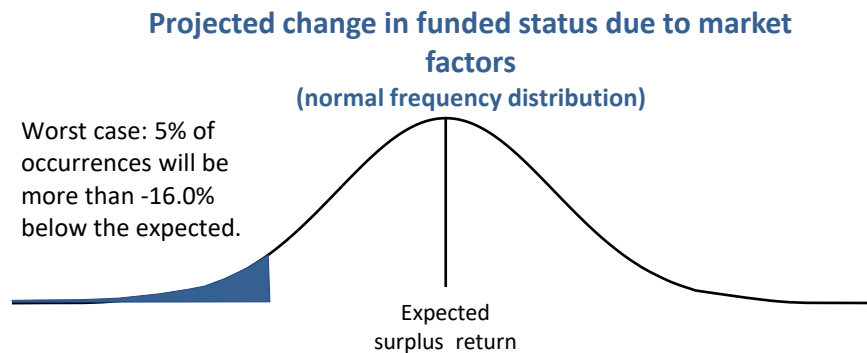 Projected change in funded status due to market
factors
(normal frequency distribution)
Worst case: 5% of
occurrences will be
more than -16.0%
below the expected.
Expected
surplus return